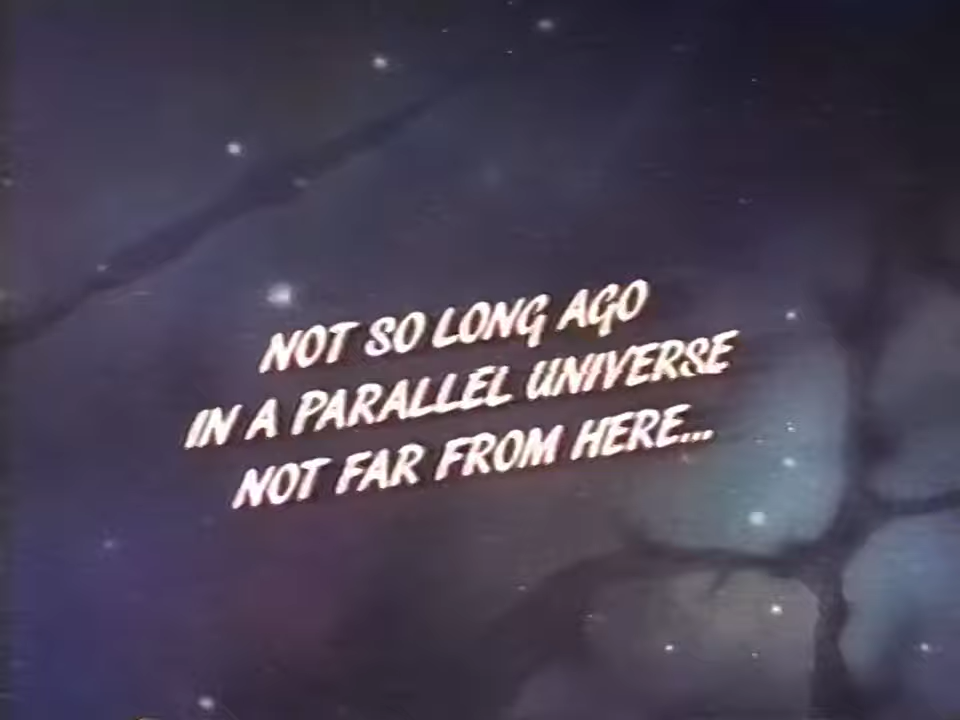 NOT SO LONG AGO
IN A PARALLEL UNIVERSE
NOT FAR FROM HERE...